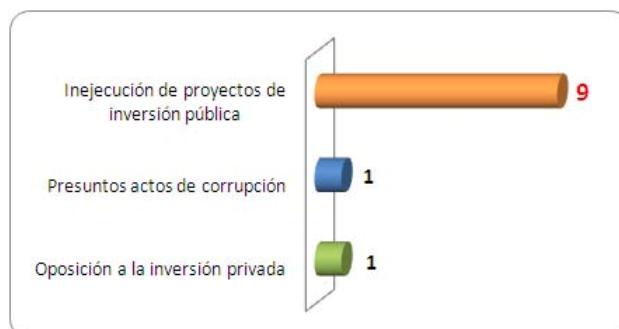 Inejecución de proyectos de
inversión pública
9
Presuntos actos de corrupción
1
Oposición a la inversión privada
1